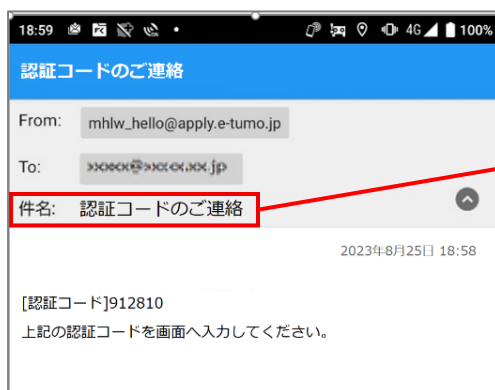 18:59 4G 100%
認証コードのご連絡
From: mhlw_hello@apply.e-tumo.jp
To: .jp
件名: 認証コードのご連絡
2023年8月25日 18:58
[認証コード]912810
上記の認証コードを画面へ入力してください。